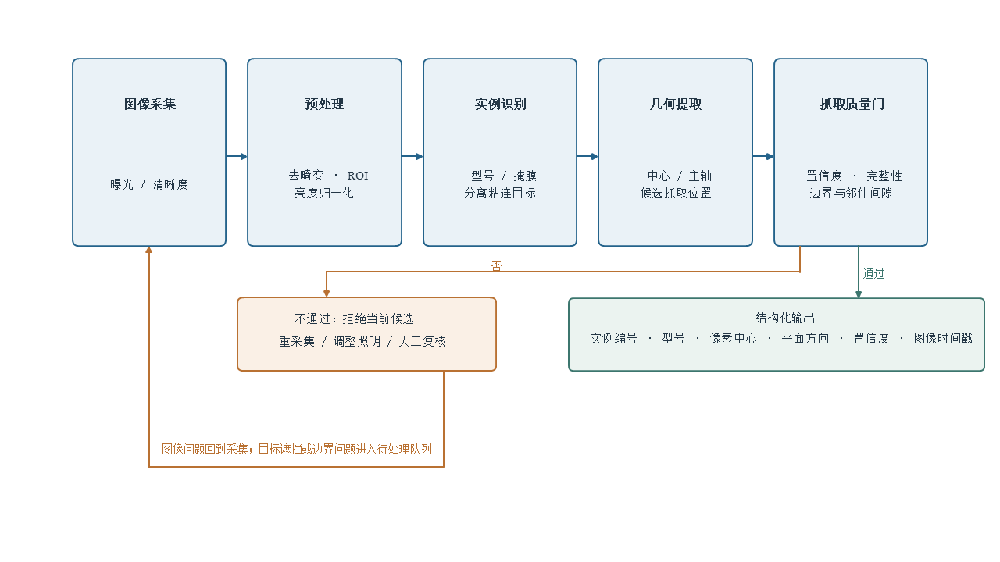 图像采集
曝光 / 清晰度
预处理
去畸变 · ROI
亮度归一化
实例识别
型号 / 掩膜
分离粘连目标
几何提取
中心 / 主轴
候选抓取位置
抓取质量门
置信度 · 完整性
边界与邻件间隙
否
通过
不通过：拒绝当前候选
重采集 / 调整照明 / 人工复核
结构化输出
实例编号 · 型号 · 像素中心 · 平面方向 · 置信度 · 图像时间戳
图像问题回到采集；目标遮挡或边界问题进入待处理队列